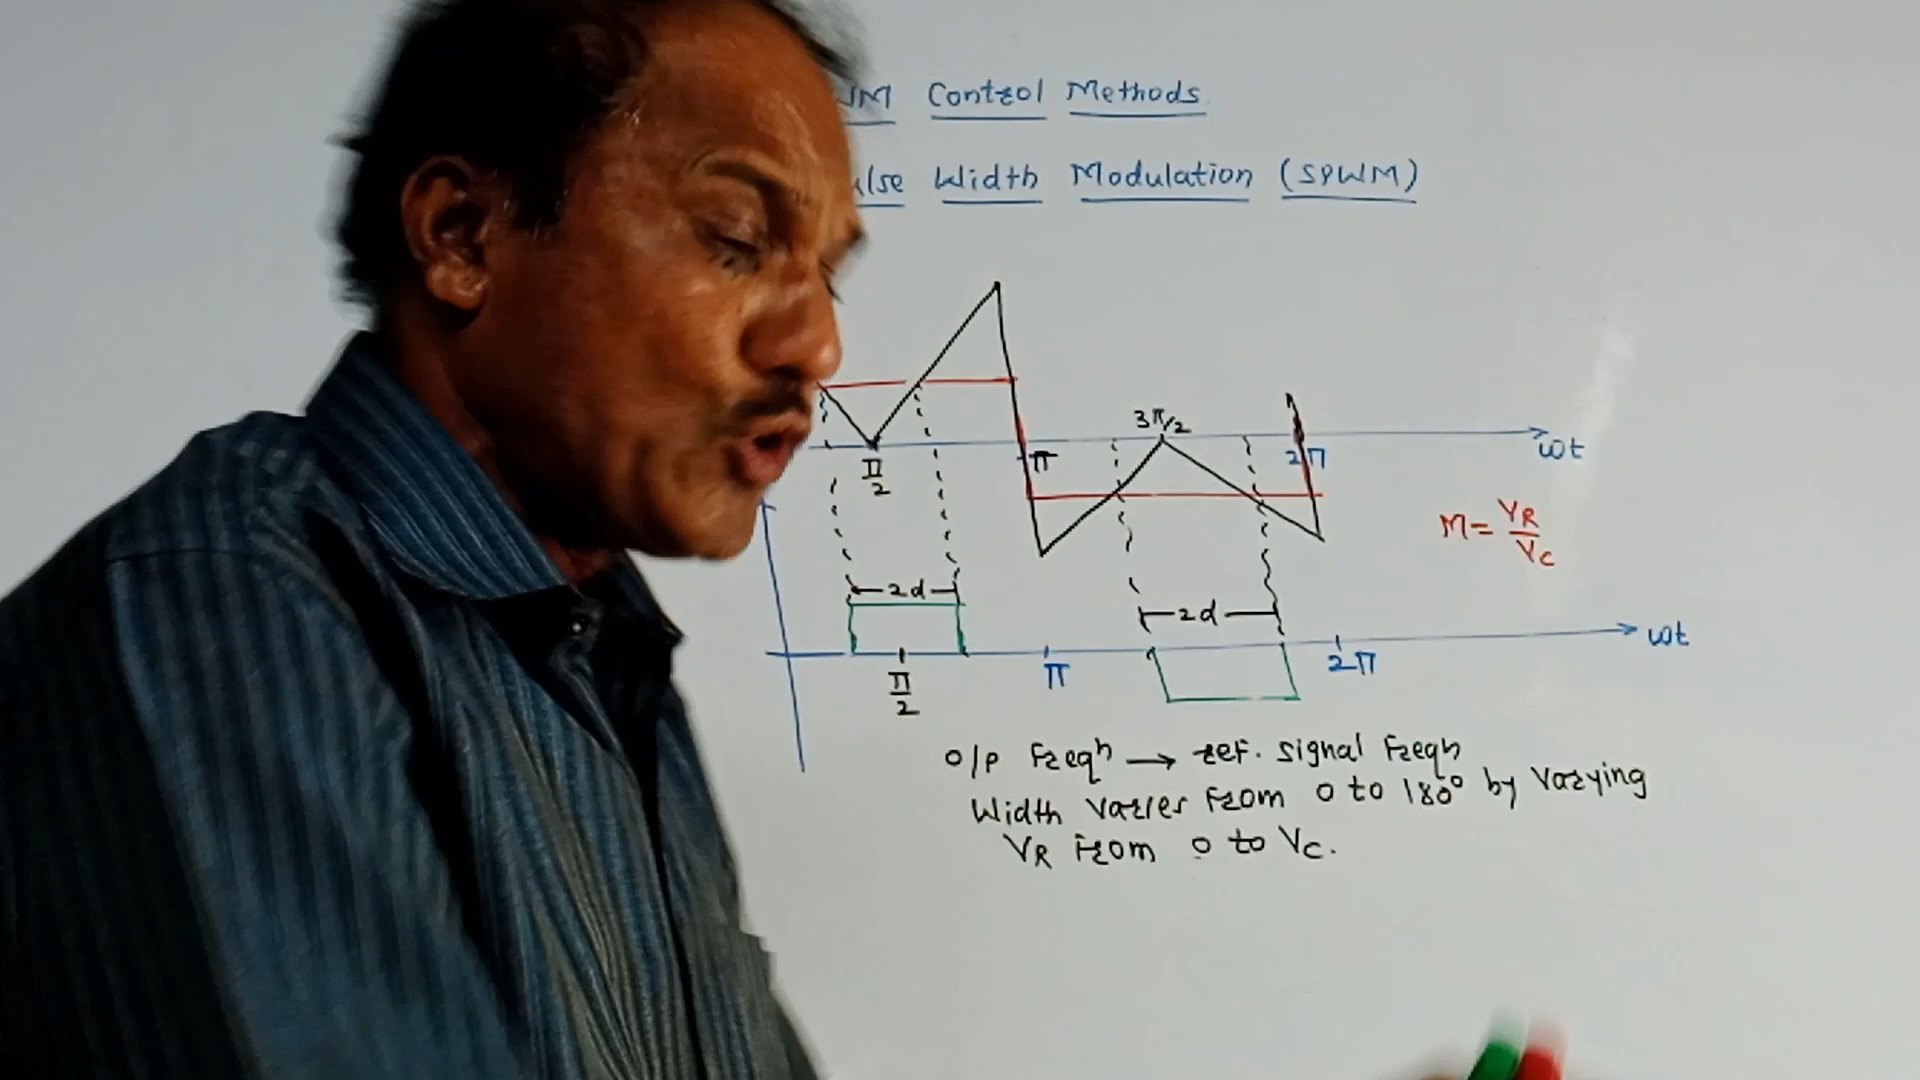 Control Methods
Width Modulation (SPWM)
3π/2
π/2
π
2π
ωt
M = VR/VC
2d
2d
ωt
π/2
π
2π
O/P Freqn → ref. signal Freqn
Width varies from 0 to 180° by varying
VR from 0 to VC.